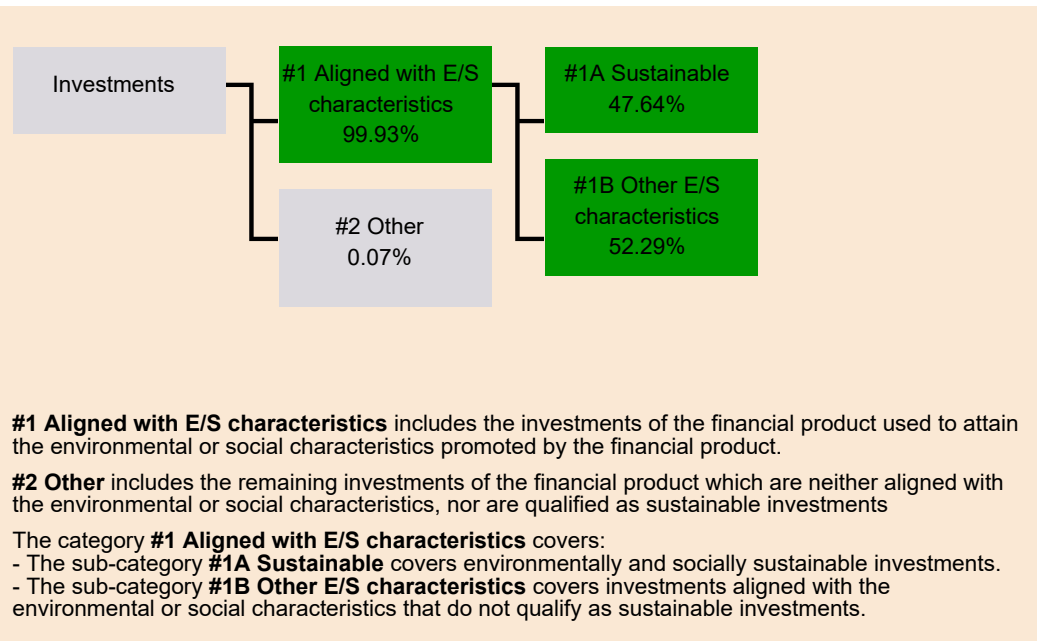 Investments
#1 Aligned with E/S
characteristics
99.93%
#2 Other
0.07%
#1A Sustainable
47.64%
#1B Other E/S
characteristics
52.29%
#1 Aligned with E/S characteristics includes the investments of the financial product used to attain
the environmental or social characteristics promoted by the financial product.
#2 Other includes the remaining investments of the financial product which are neither aligned with
the environmental or social characteristics, nor are qualified as sustainable investments
The category #1 Aligned with E/S characteristics covers:
- The sub-category #1A Sustainable covers environmentally and socially sustainable investments.
- The sub-category #1B Other E/S characteristics covers investments aligned with the
environmental or social characteristics that do not qualify as sustainable investments.